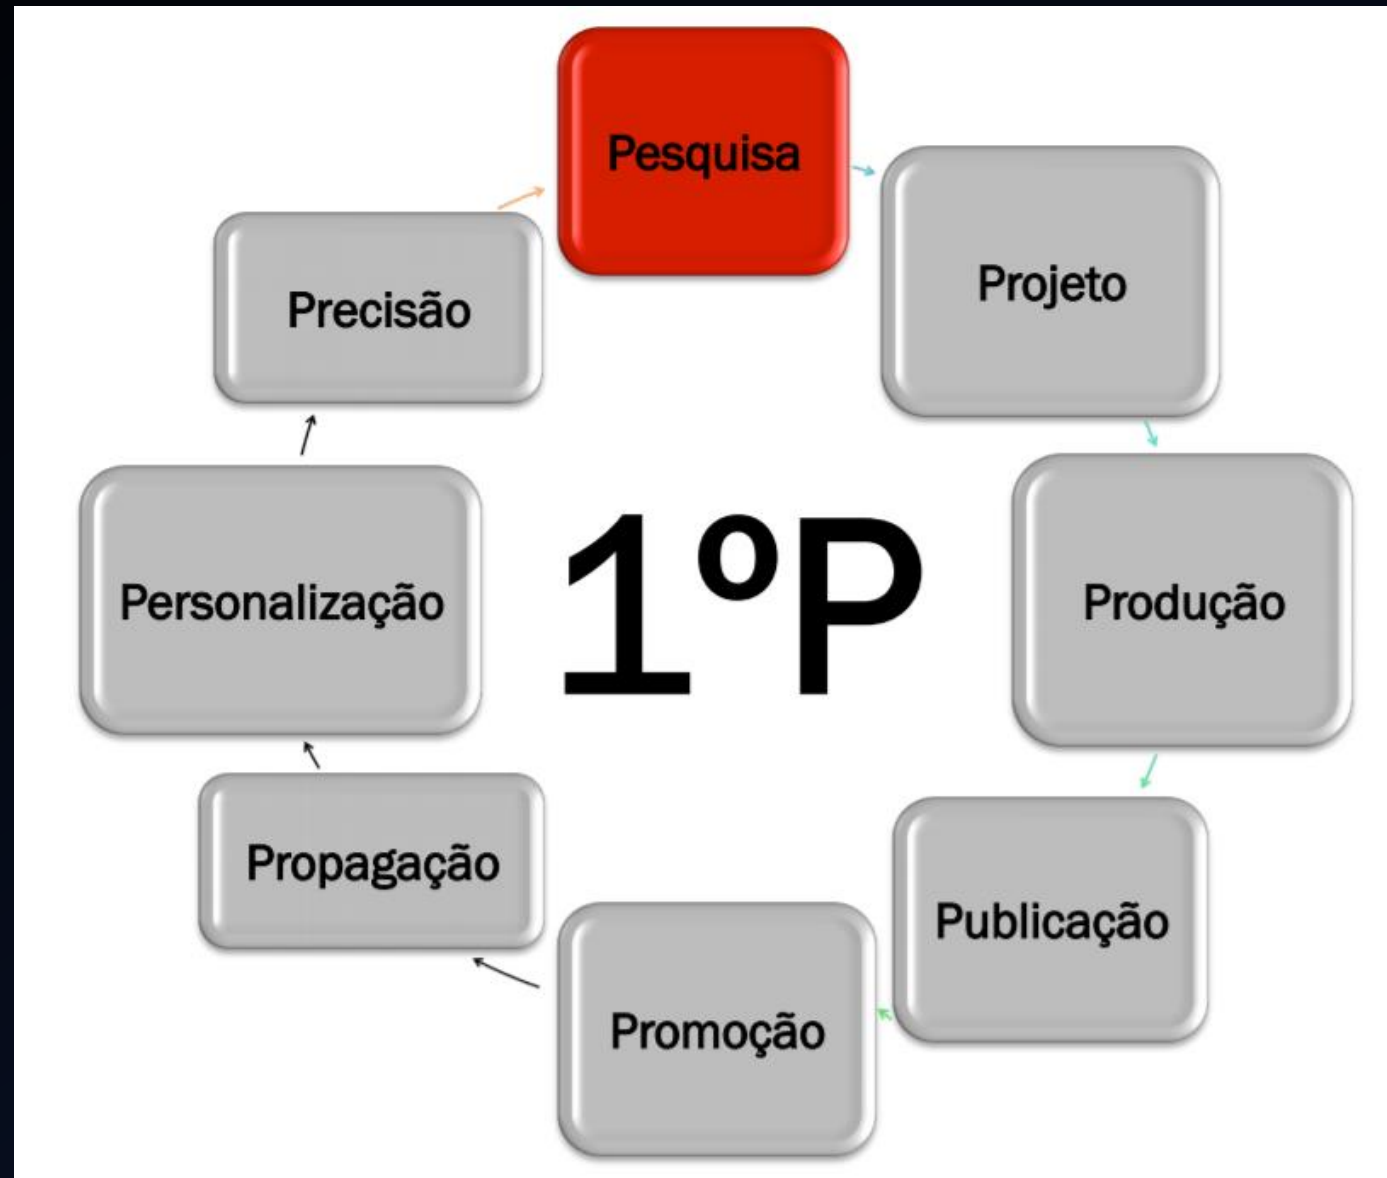 Pesquisa
Projeto
Produção
Publicação
Promoção
Propagação
Personalização
Precisão
1ºP